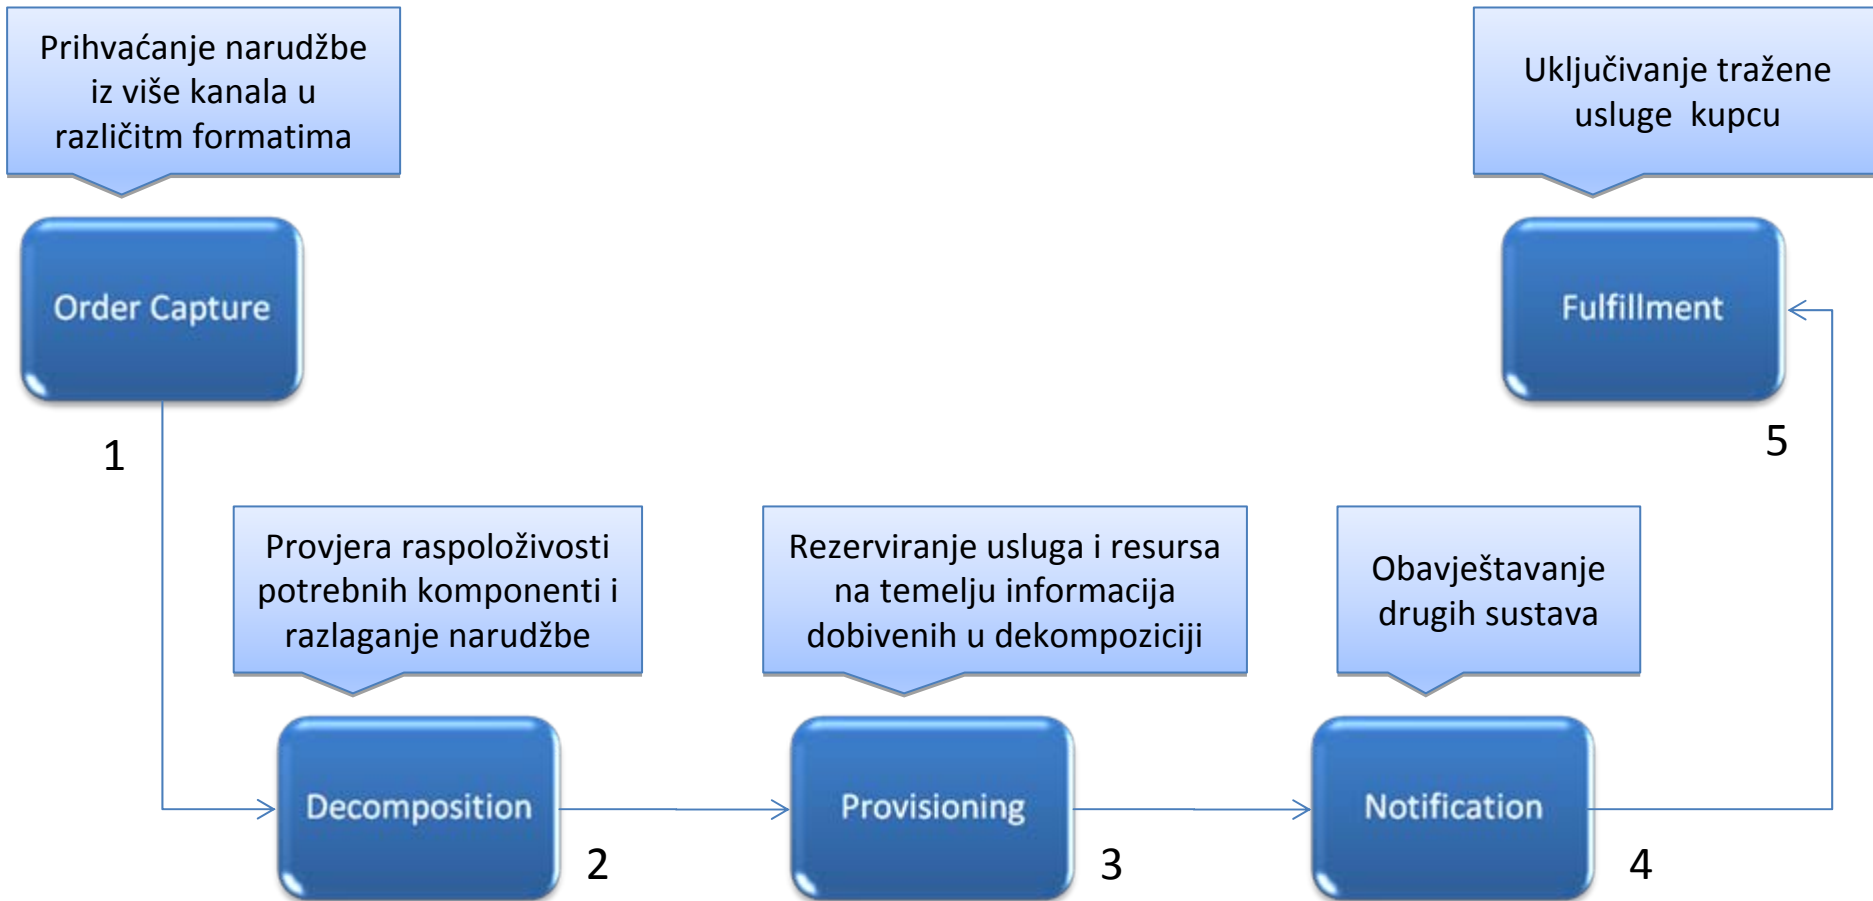 Prihvaćanje narudžbe
iz više kanala u
različitm formatima
Uključivanje tražene
usluge  kupcu
Order Capture
Fulfillment
1
5
Provjera raspoloživosti
potrebnih komponenti i
razlaganje narudžbe
Rezerviranje usluga i resursa
na temelju informacija
dobivenih u dekompoziciji
Obavještavanje
drugih sustava
Decomposition
Provisioning
Notification
2
3
4